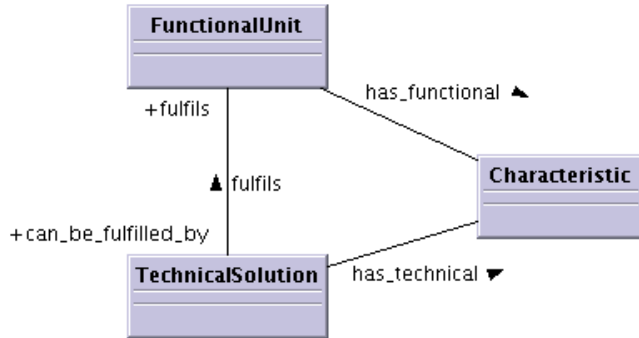 FunctionalUnit
has_functional
+fulfils
Characteristic
fulfils
+can_be_fulfilled_by
TechnicalSolution
has_technical